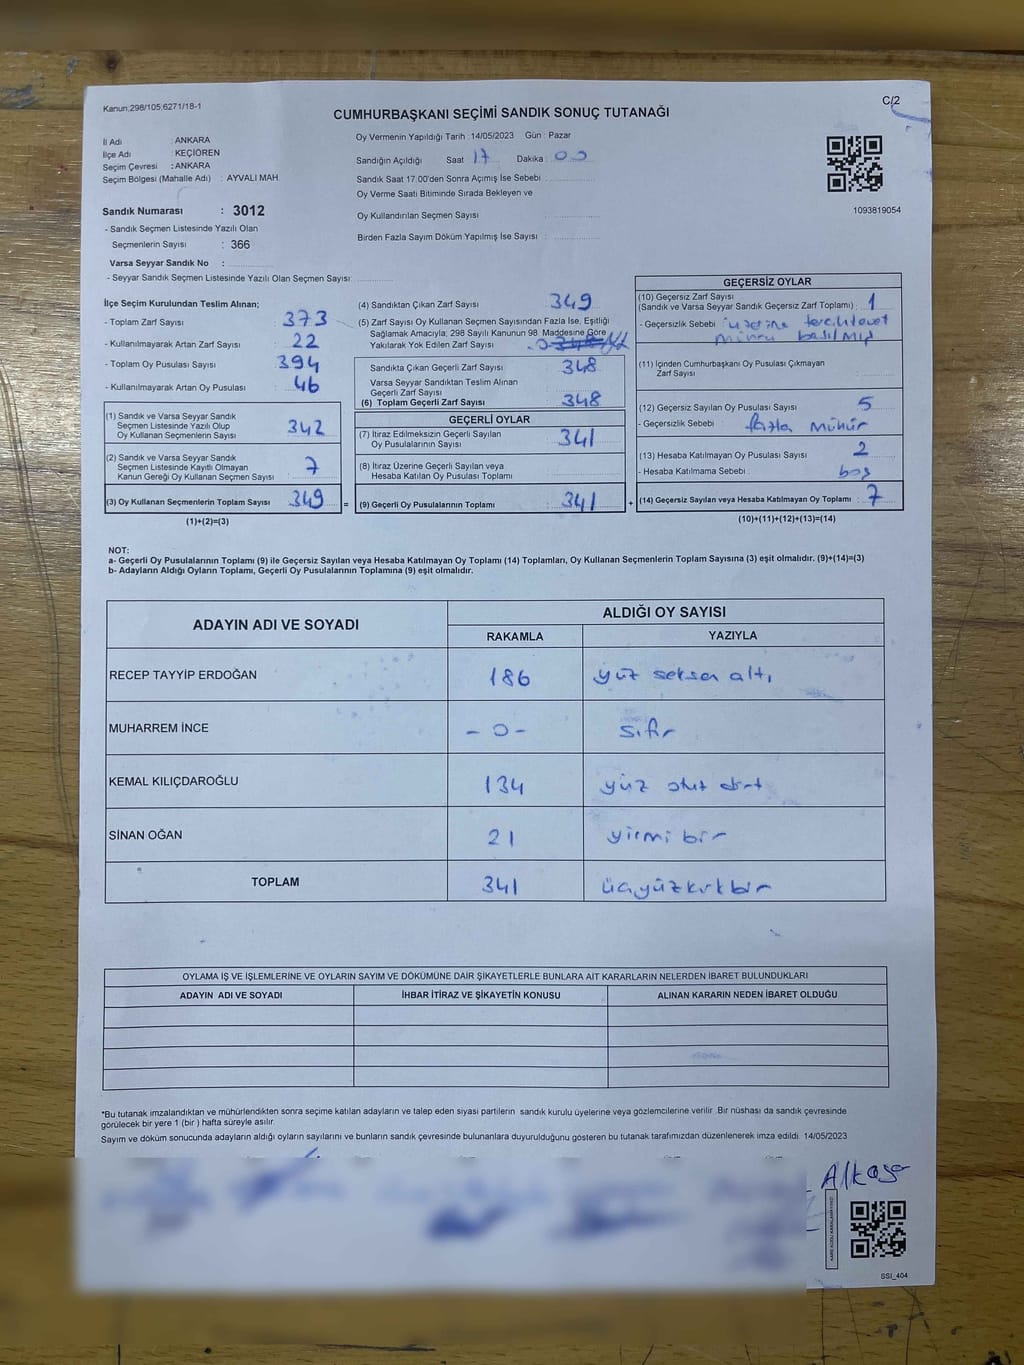 Kanun;298/105;6271/18-1
C/2
CUMHURBAŞKANI SEÇİMİ SANDIK SONUÇ TUTANAĞI
İl Adı : ANKARA
İlçe Adı : KEÇİÖREN
Seçim Çevresi : ANKARA
Seçim Bölgesi (Mahalle Adı) : AYVALI MAH.
Oy Vermenin Yapıldığı Tarih :14/05/2023 Gün : Pazar
Sandığın Açıldığı Saat 17 Dakika 00
Sandık Saat 17.00'den Sonra Açımış İse Sebebi
Oy Verme Saati Bitiminde Sırada Bekleyen ve
Oy Kullandırılan Seçmen Sayısı :
Birden Fazla Sayım Döküm Yapılmış İse Sayısı :
1093819054
Sandık Numarası : 3012
- Sandık Seçmen Listesinde Yazılı Olan
Seçmenlerin Sayısı : 366
Varsa Seyyar Sandık No :
- Seyyar Sandık Seçmen Listesinde Yazılı Olan Seçmen Sayısı:
İlçe Seçim Kurulundan Teslim Alınan;
- Toplam Zarf Sayısı : 373
- Kullanılmayarak Artan Zarf Sayısı : 22
- Toplam Oy Pusulası Sayısı : 394
- Kullanılmayarak Artan Oy Pusulası : 46
(1) Sandık ve Varsa Seyyar Sandık
Seçmen Listesinde Yazılı Olup
Oy Kullanan Seçmenlerin Sayısı : 342
(2) Sandık ve Varsa Seyyar Sandık
Seçmen Listesinde Kayıtlı Olmayan
Kanun Gereği Oy Kullanan Seçmen Sayısı : 7
(3) Oy Kullanan Seçmenlerin Toplam Sayısı : 349 =
(1)+(2)=(3)
(4) Sandıktan Çıkan Zarf Sayısı : 349
(5) Zarf Sayısı Oy Kullanan Seçmen Sayısından Fazla İse, Eşitliği
Sağlamak Amacıyla; 298 Sayılı Kanunun 98. Maddesine Göre
Yakılarak Yok Edilen Zarf Sayısı
Sandıkta Çıkan Geçerli Zarf Sayısı : 348
Varsa Seyyar Sandıktan Teslim Alınan
Geçerli Zarf Sayısı
(6) Toplam Geçerli Zarf Sayısı : 348
GEÇERLİ OYLAR
(7) İtiraz Edilmeksizin Geçerli Sayılan
Oy Pusulalarının Sayısı : 341
(8) İtiraz Üzerine Geçerli Sayılan veya
Hesaba Katılan Oy Pusulası Toplamı
(9) Geçerli Oy Pusulalarının Toplamı : 341 +
GEÇERSİZ OYLAR
(10) Geçersiz Zarf Sayısı
(Sandık ve Varsa Seyyar Sandık Geçersiz Zarf Toplamı) : 1
- Geçersizlik Sebebi : üzerine tercih/evet
mührü basılmış
(11) İçinden Cumhurbaşkanı Oy Pusulası Çıkmayan
Zarf Sayısı
(12) Geçersiz Sayılan Oy Pusulası Sayısı : 5
- Geçersizlik Sebebi : fazla mühür
(13) Hesaba Katılmayan Oy Pusulası Sayısı : 2
- Hesaba Katılmama Sebebi : boş
(14) Geçersiz Sayılan veya Hesaba Katılmayan Oy Toplamı : 7
(10)+(11)+(12)+(13)=(14)
NOT:
a- Geçerli Oy Pusulalarının Toplamı (9) ile Geçersiz Sayılan veya Hesaba Katılmayan Oy Toplamı (14) Toplamları, Oy Kullanan Seçmenlerin Toplam Sayısına (3) eşit olmalıdır. (9)+(14)=(3)
b- Adayların Aldığı Oyların Toplamı, Geçerli Oy Pusulalarının Toplamına (9) eşit olmalıdır.
ADAYIN ADI VE SOYADI
ALDIĞI OY SAYISI
RAKAMLA YAZIYLA
RECEP TAYYİP ERDOĞAN 186 yüz seksen altı
MUHARREM İNCE - 0 - sıfır
KEMAL KILIÇDAROĞLU 134 yüz otuz dört
SİNAN OĞAN 21 yirmi bir
TOPLAM 341 üçyüzkırkbir
OYLAMA İŞ VE İŞLEMLERİNE VE OYLARIN SAYIM VE DÖKÜMÜNE DAİR ŞİKAYETLERLE BUNLARA AİT KARARLARIN NELERDEN İBARET BULUNDUKLARI
ADAYIN ADI VE SOYADI İHBAR İTİRAZ VE ŞİKAYETİN KONUSU ALINAN KARARIN NEDEN İBARET OLDUĞU
*Bu tutanak imzalandıktan ve mühürlendikten sonra seçime katılan adayların ve talep eden siyasi partilerin sandık kurulu üyelerine veya gözlemcilerine verilir. Bir nüshası da sandık çevresinde
görülecek bir yere 1 (bir ) hafta süreyle asılır.
Sayım ve döküm sonucunda adayların aldığı oyların sayılarını ve bunların sandık çevresinde bulunanlara duyurulduğunu gösteren bu tutanak tarafımızdan düzenlenerek imza edildi. 14/05/2023
SSI_404